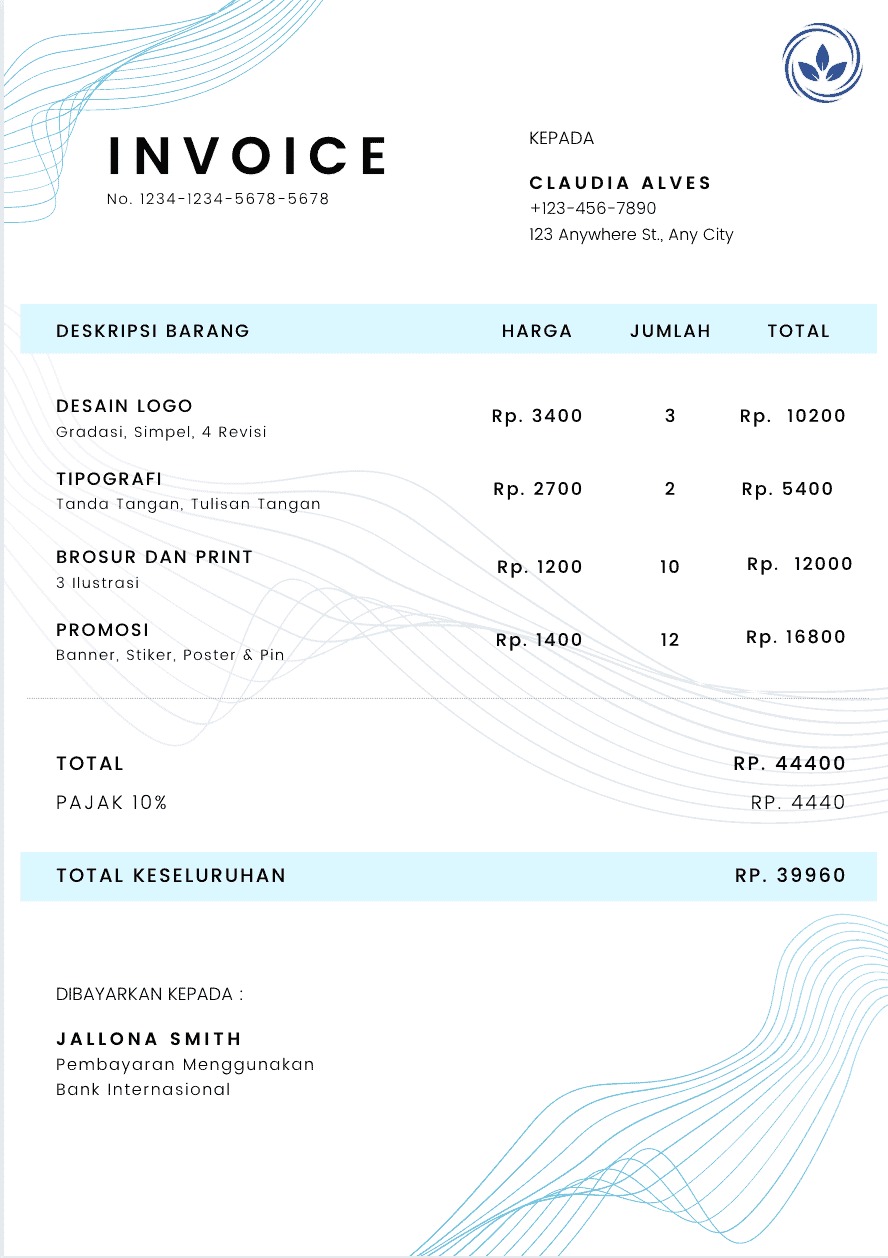 INVOICE
No. 1234-1234-5678-5678
KEPADA
CLAUDIA ALVES
+123-456-7890
123 Anywhere St., Any City
DESKRIPSI BARANG HARGA JUMLAH TOTAL
DESAIN LOGO
Gradasi, Simpel, 4 Revisi
Rp. 3400 3 Rp. 10200
TIPOGRAFI
Tanda Tangan, Tulisan Tangan
Rp. 2700 2 Rp. 5400
BROSUR DAN PRINT
3 Ilustrasi
Rp. 1200 10 Rp. 12000
PROMOSI
Banner, Stiker, Poster & Pin
Rp. 1400 12 Rp. 16800
TOTAL RP. 44400
PAJAK 10% RP. 4440
TOTAL KESELURUHAN RP. 39960
DIBAYARKAN KEPADA :
JALLONA SMITH
Pembayaran Menggunakan
Bank Internasional